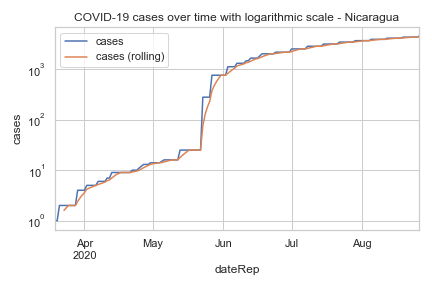 COVID-19 cases over time with logarithmic scale - Nicaragua
cases
cases (rolling)
10³
10²
10¹
10⁰
cases
Apr May Jun Jul Aug
2020
dateRep